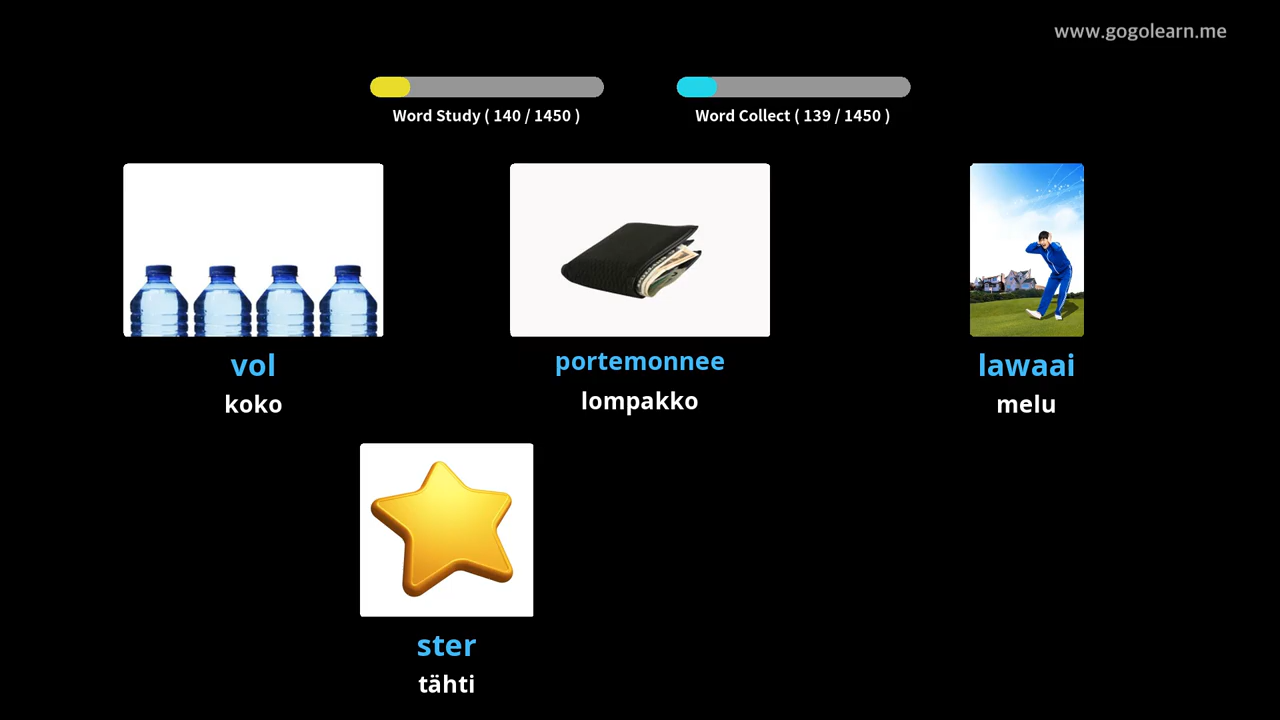 www.gogolearn.me
Word Study ( 140 / 1450 )
Word Collect ( 139 / 1450 )
vol
koko
portemonnee
lompakko
lawaai
melu
ster
tähti